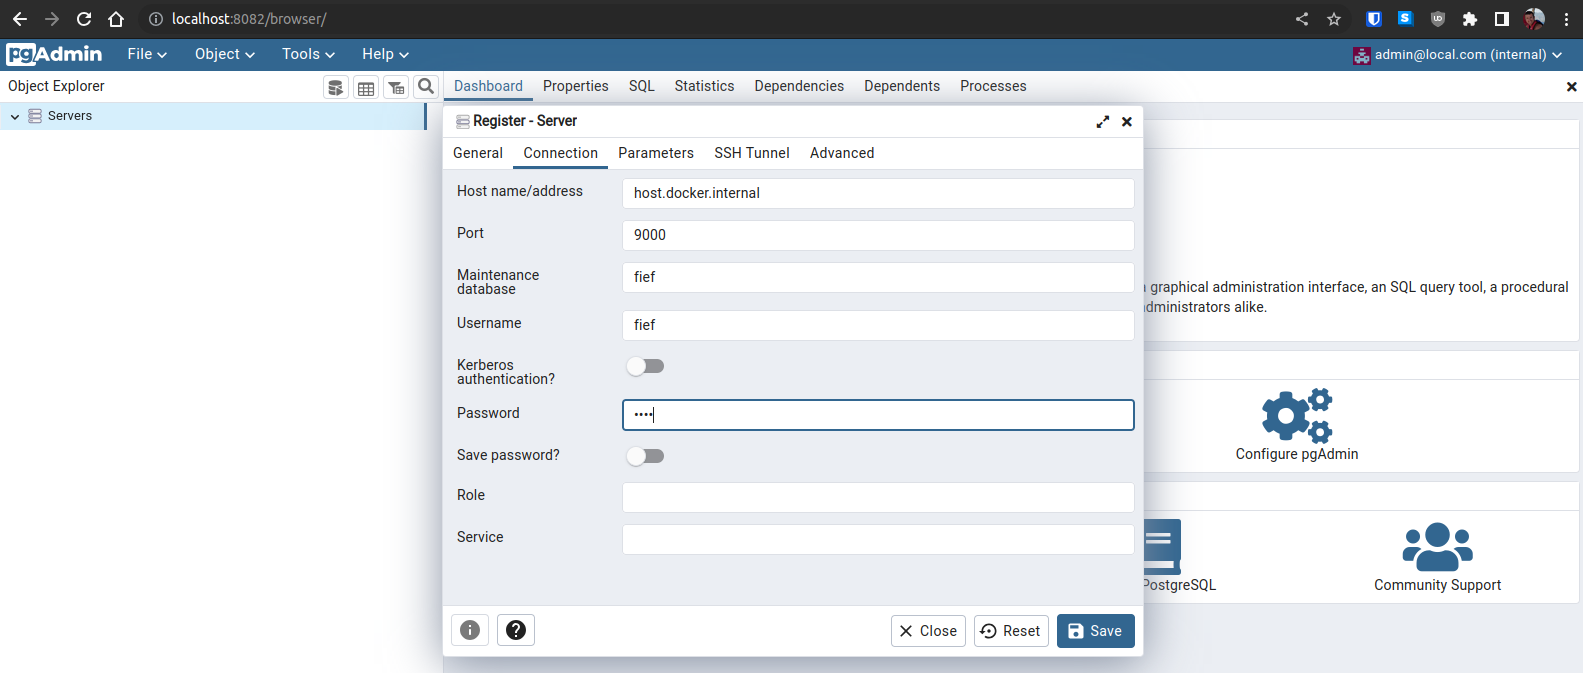 localhost:8082/browser/
pgAdmin File Object Tools Help admin@local.com (internal)
Object Explorer
Dashboard Properties SQL Statistics Dependencies Dependents Processes
Servers
Register - Server
General Connection Parameters SSH Tunnel Advanced
Host name/address host.docker.internal
Port 9000
Maintenance
database
fief
Username fief
Kerberos
authentication?
Password ••••
Save password?
Role
Service
Close Reset Save
graphical administration interface, an SQL query tool, a procedural
dministrators alike.
Configure pgAdmin
PostgreSQL
Community Support